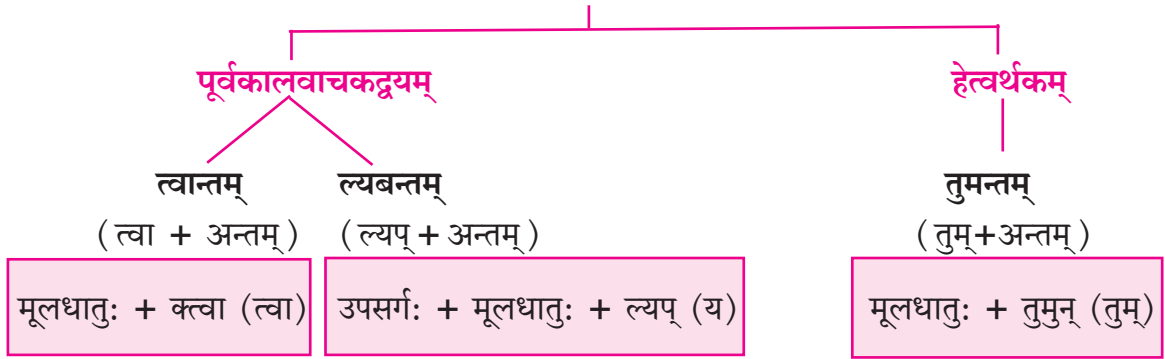 पूर्वकालवाचकद्वयम् हेत्वर्थकम्
त्वान्तम् ल्यबन्तम् तुमन्तम्
(त्वा + अन्तम्) (ल्यप् + अन्तम्) (तुम्+अन्तम्)
मूलधातुः + क्त्वा (त्वा) उपसर्गः + मूलधातुः + ल्यप् (य) मूलधातुः + तुमुन् (तुम्)